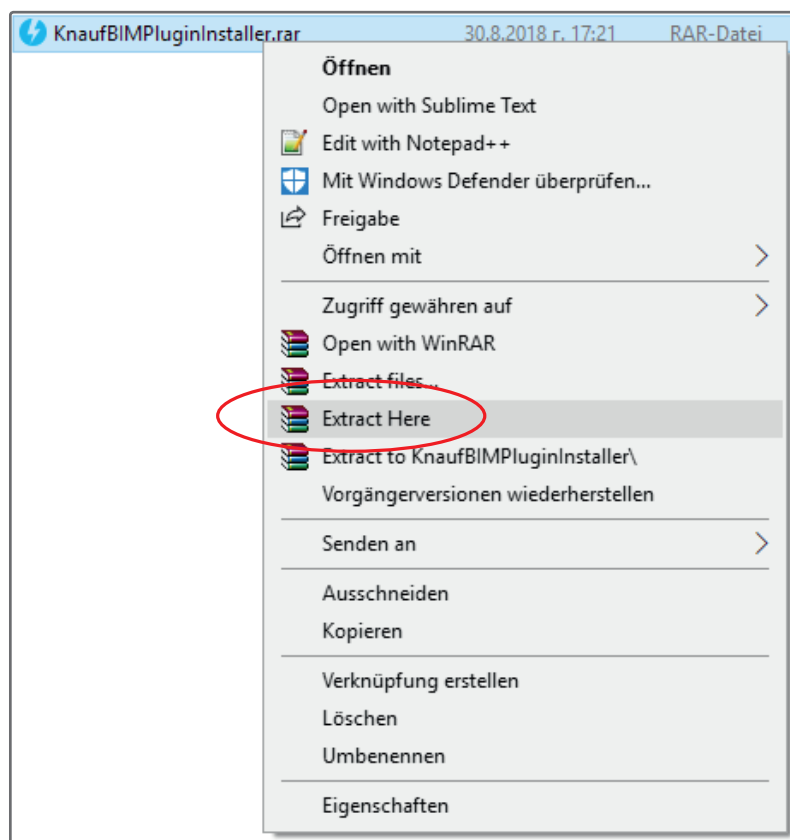 KnaufBIMPluginInstaller.rar 30.8.2018 г. 17:21 RAR-Datei
Öffnen
Open with Sublime Text
Edit with Notepad++
Mit Windows Defender überprüfen...
Freigabe
Öffnen mit
Zugriff gewähren auf
Open with WinRAR
Extract files...
Extract Here
Extract to KnaufBIMPluginInstaller\
Vorgängerversionen wiederherstellen
Senden an
Ausschneiden
Kopieren
Verknüpfung erstellen
Löschen
Umbenennen
Eigenschaften